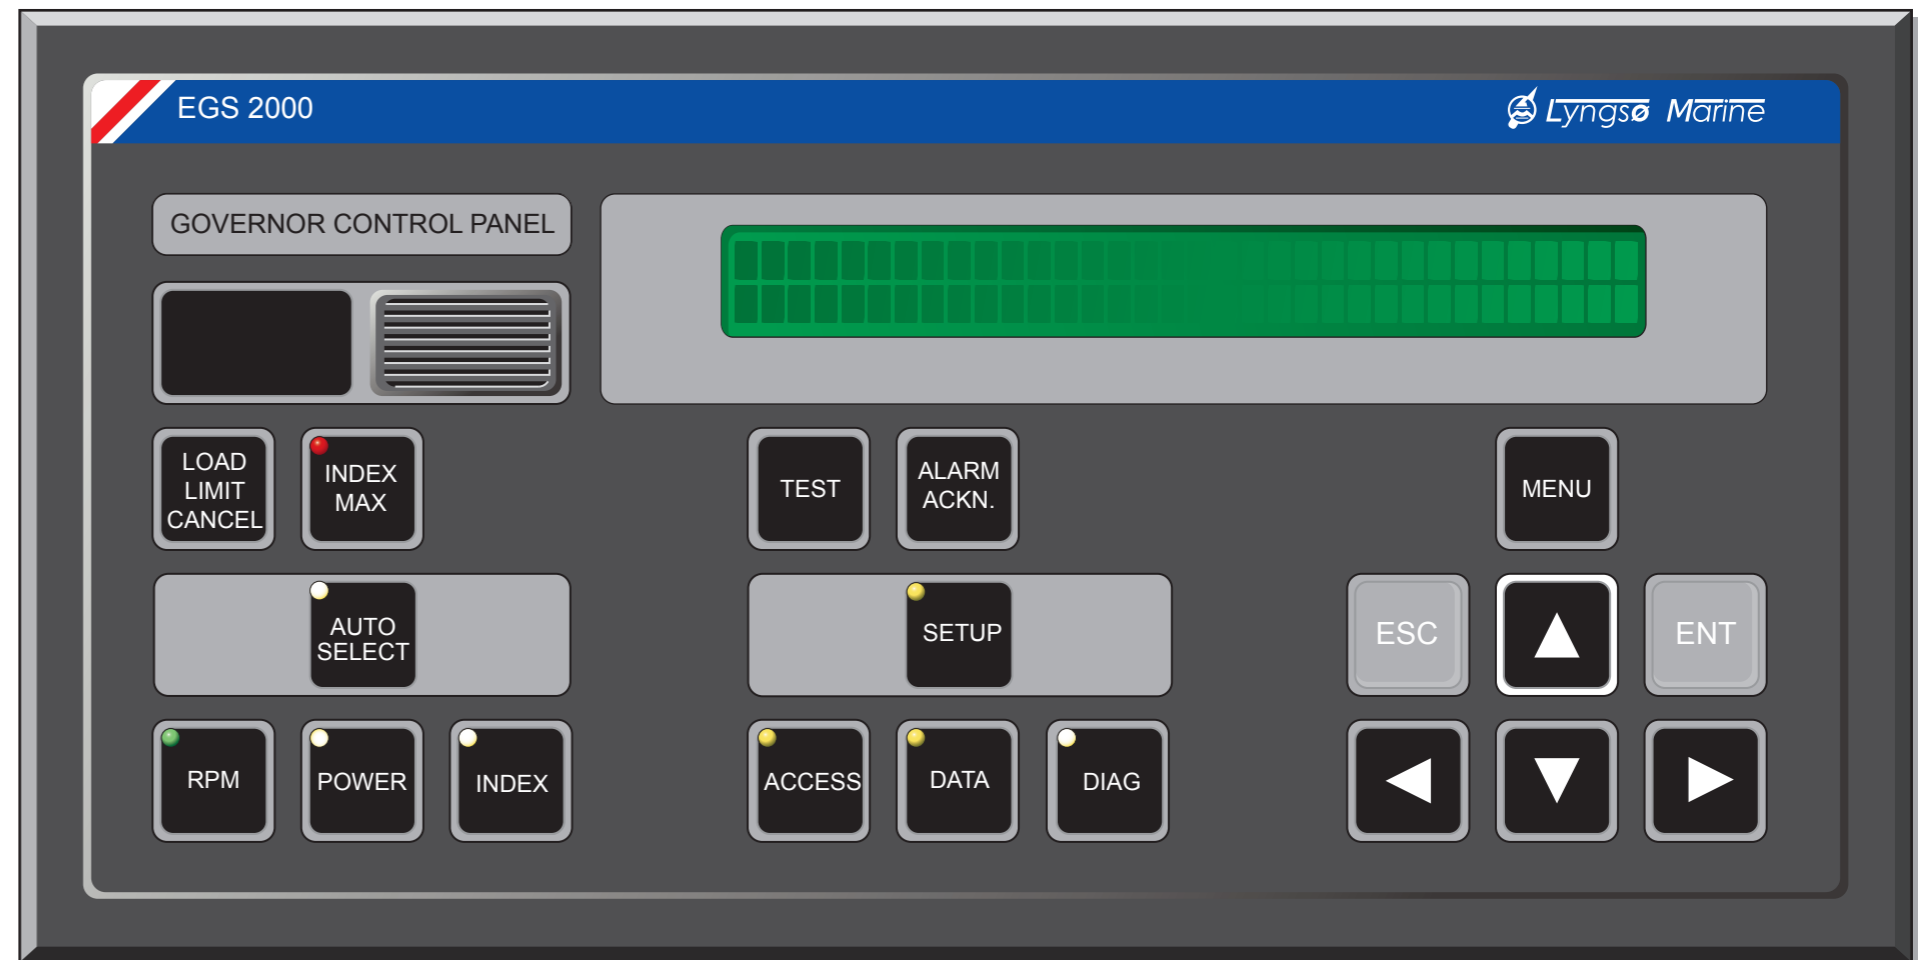 EGS 2000
Lyngsø Marine
GOVERNOR CONTROL PANEL
LOAD
LIMIT
CANCEL
INDEX
MAX
TEST
ALARM
ACKN.
MENU
AUTO
SELECT
SETUP
ESC
ENT
RPM
POWER
INDEX
ACCESS
DATA
DIAG